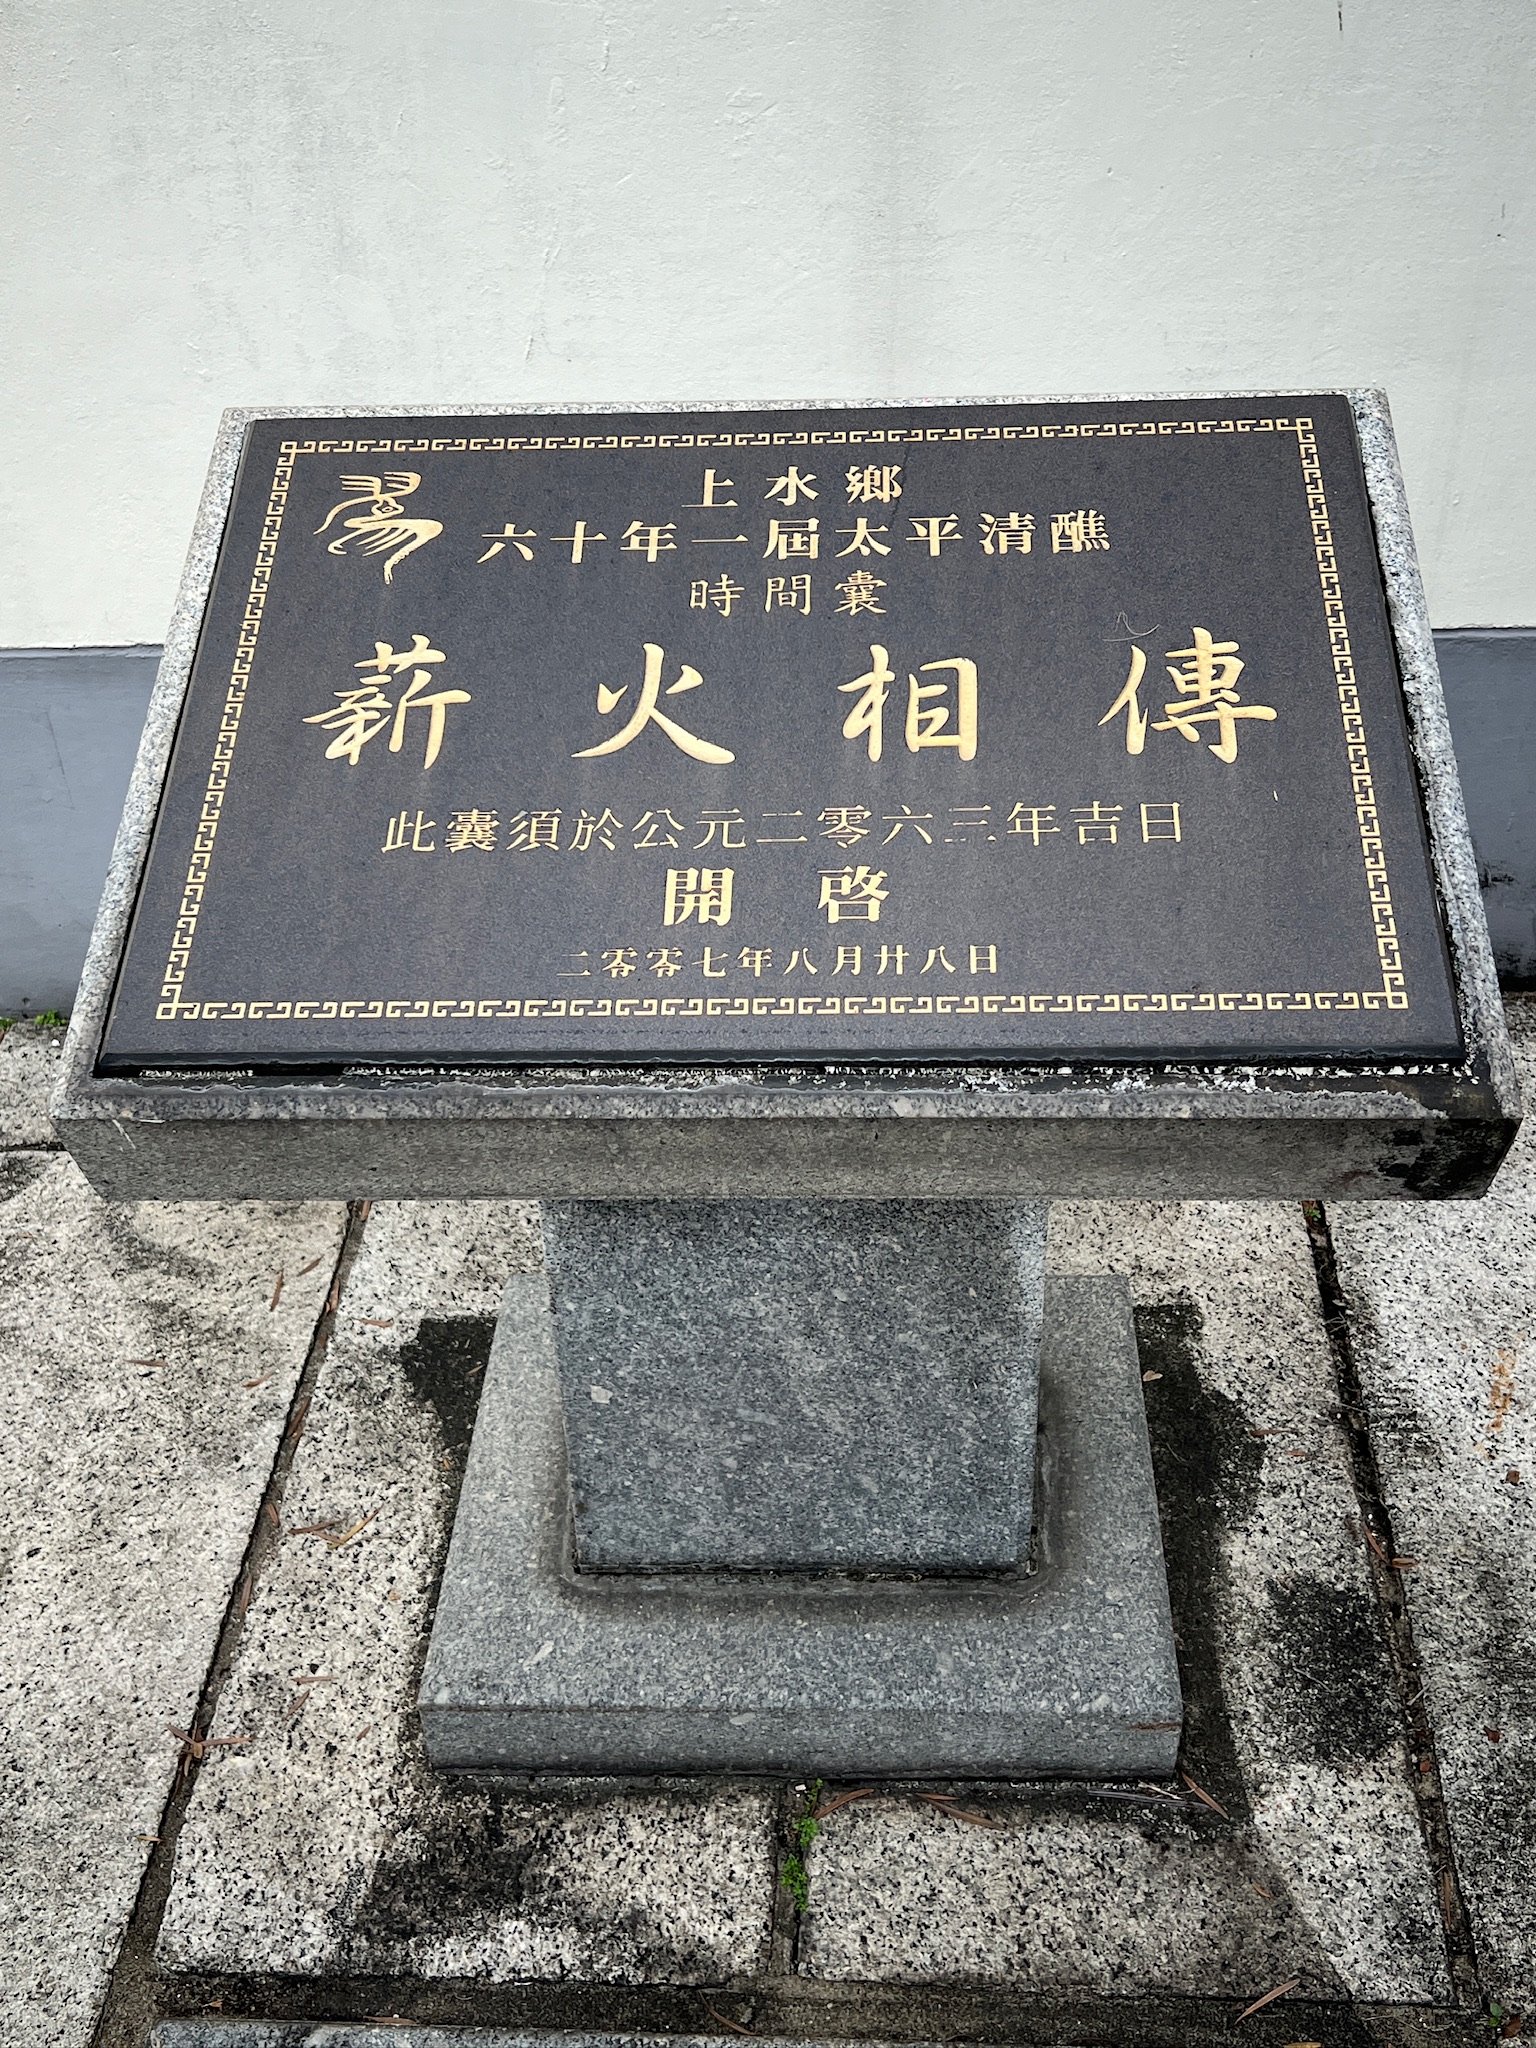 上水鄉
六十年一屆太平清醮
時間囊
薪火相傳
此囊須於公元二零六三年吉日
開啓
二零零七年八月廿八日